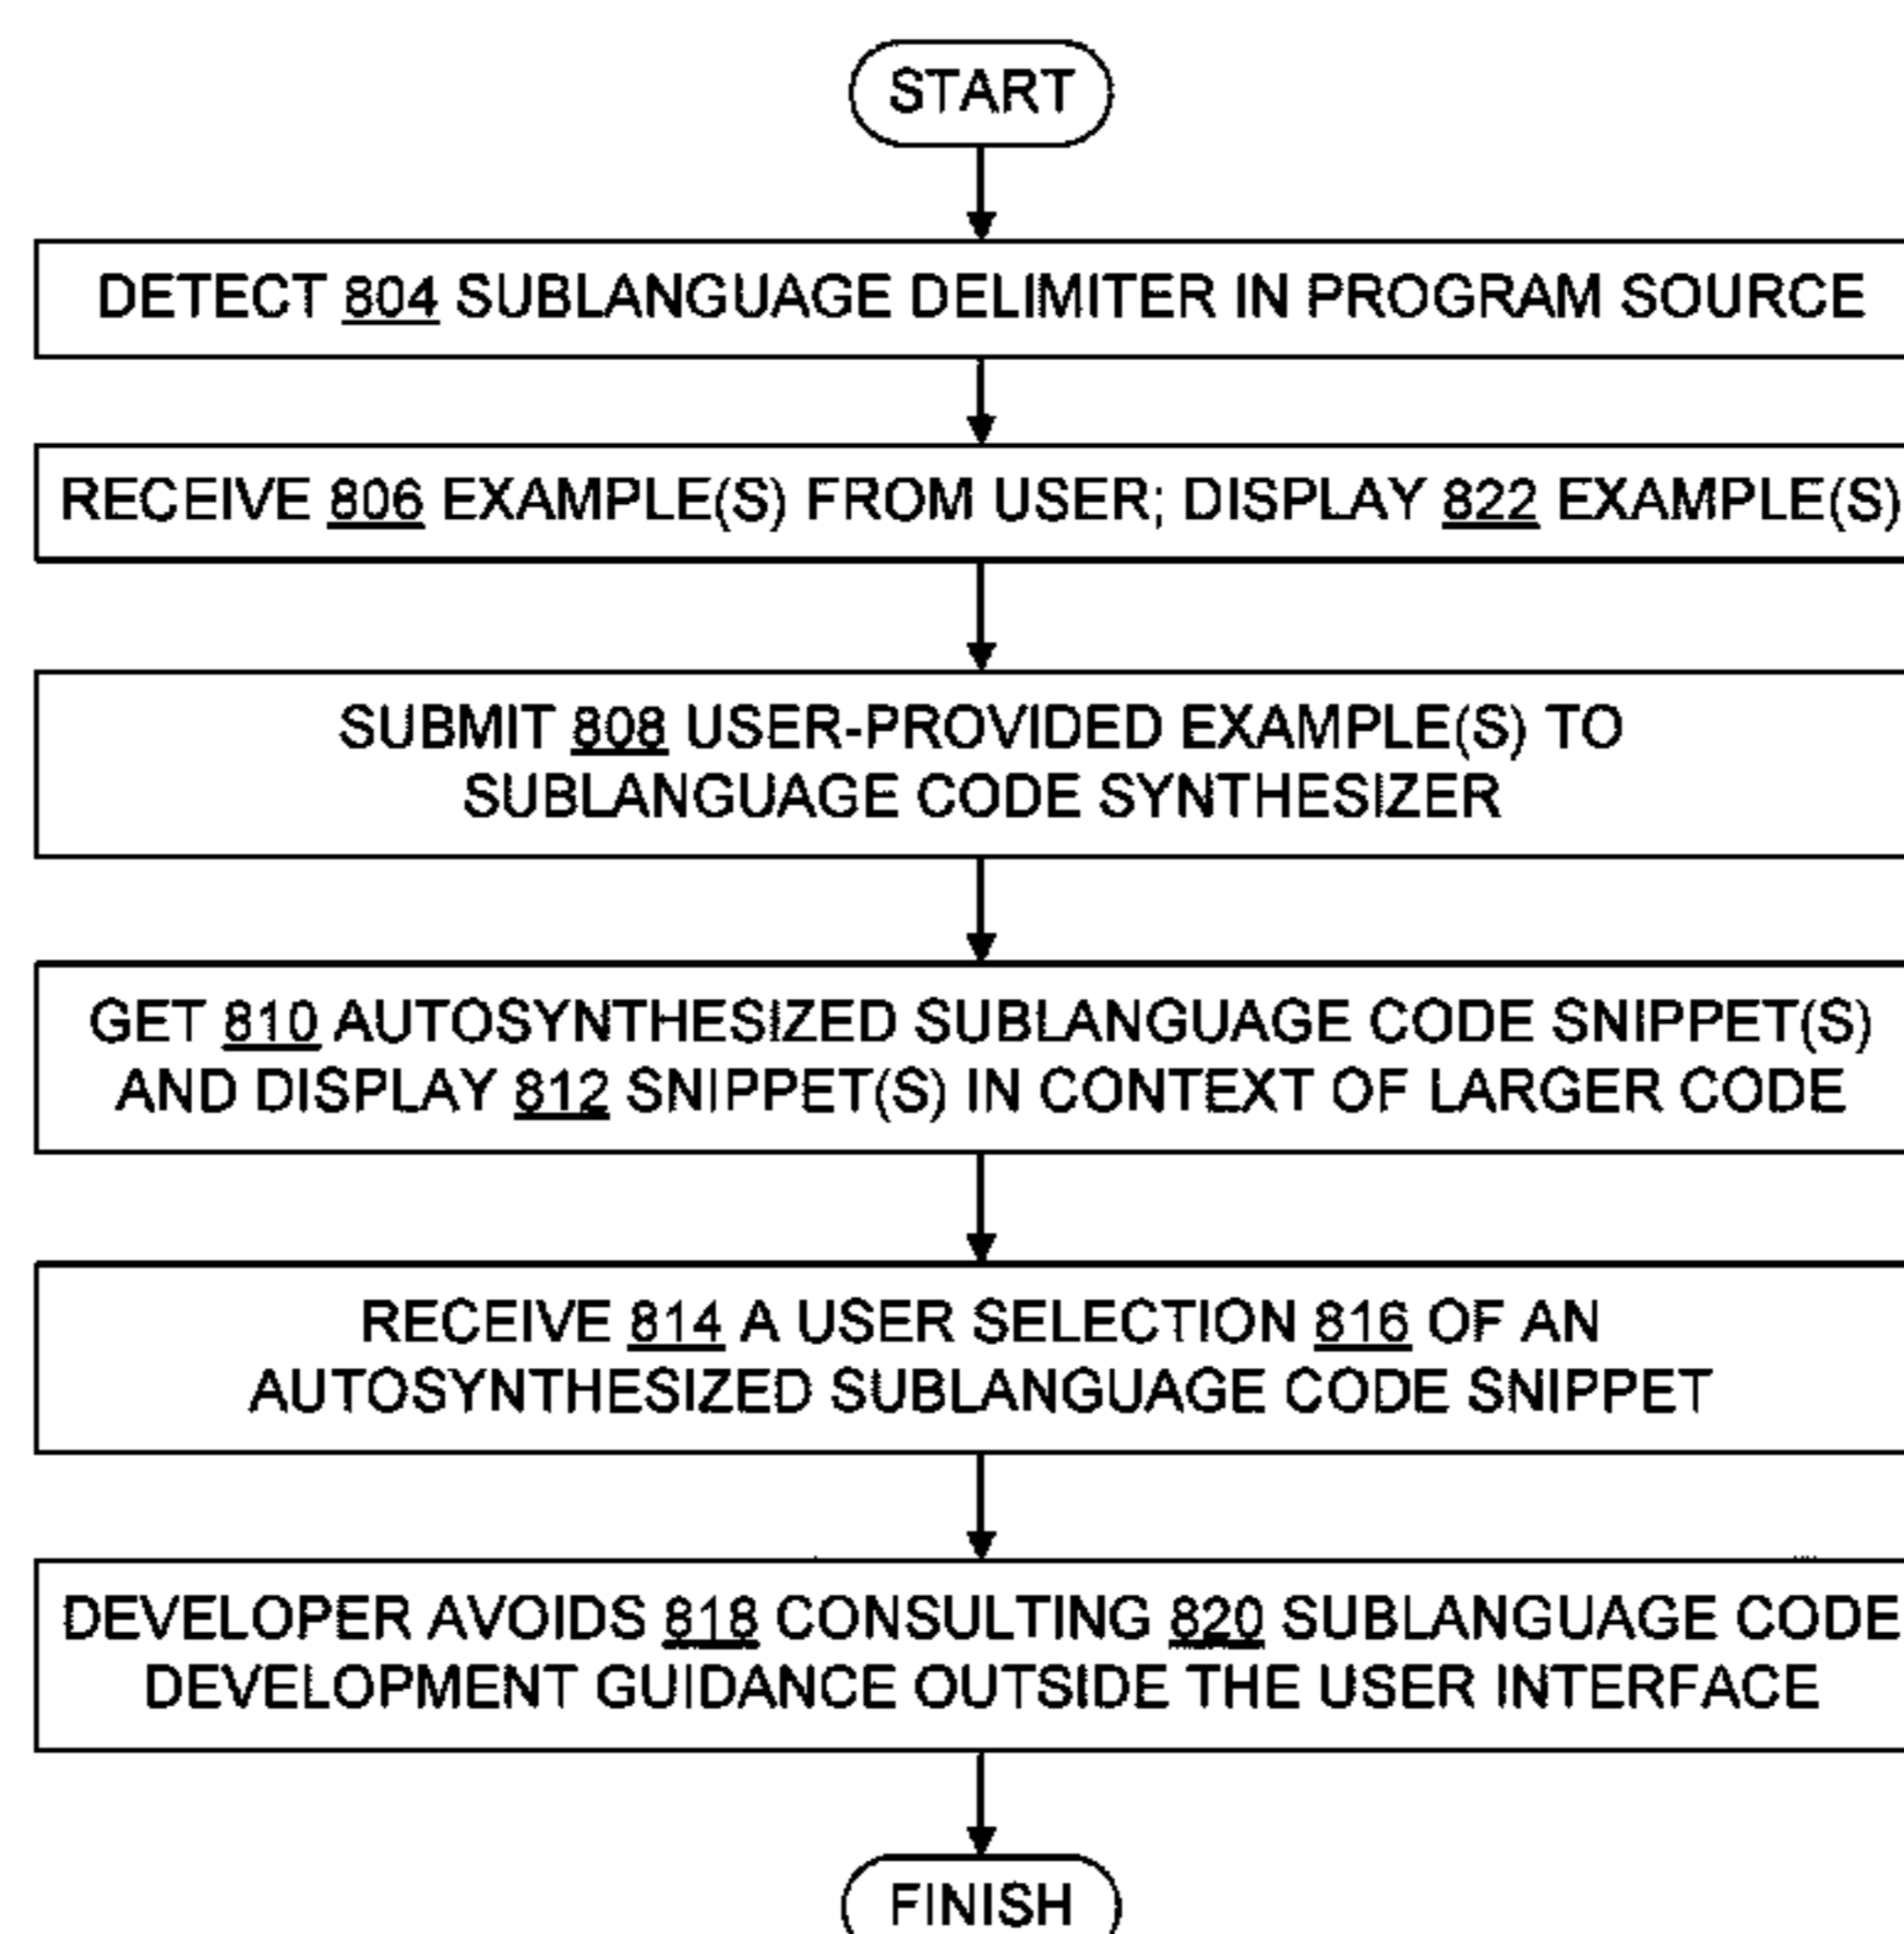 START
DETECT 804 SUBLANGUAGE DELIMITER IN PROGRAM SOURCE
RECEIVE 806 EXAMPLE(S) FROM USER; DISPLAY 822 EXAMPLE(S)
SUBMIT 808 USER-PROVIDED EXAMPLE(S) TO
SUBLANGUAGE CODE SYNTHESIZER
GET 810 AUTOSYNTHESIZED SUBLANGUAGE CODE SNIPPET(S)
AND DISPLAY 812 SNIPPET(S) IN CONTEXT OF LARGER CODE
RECEIVE 814 A USER SELECTION 816 OF AN
AUTOSYNTHESIZED SUBLANGUAGE CODE SNIPPET
DEVELOPER AVOIDS 818 CONSULTING 820 SUBLANGUAGE CODE
DEVELOPMENT GUIDANCE OUTSIDE THE USER INTERFACE
FINISH